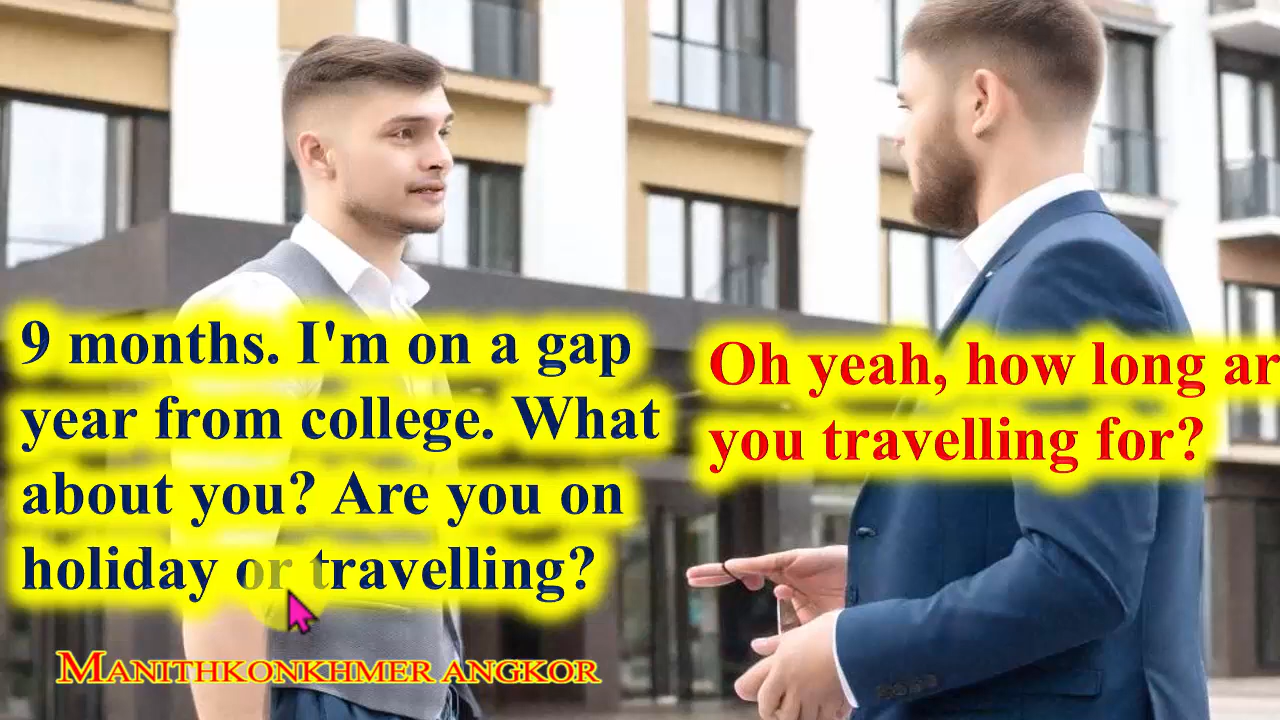 Oh yeah, how long ar
you travelling for?
9 months. I'm on a gap
year from college. What
about you? Are you on
holiday or travelling?
MANITHKONKHMER ANGKOR